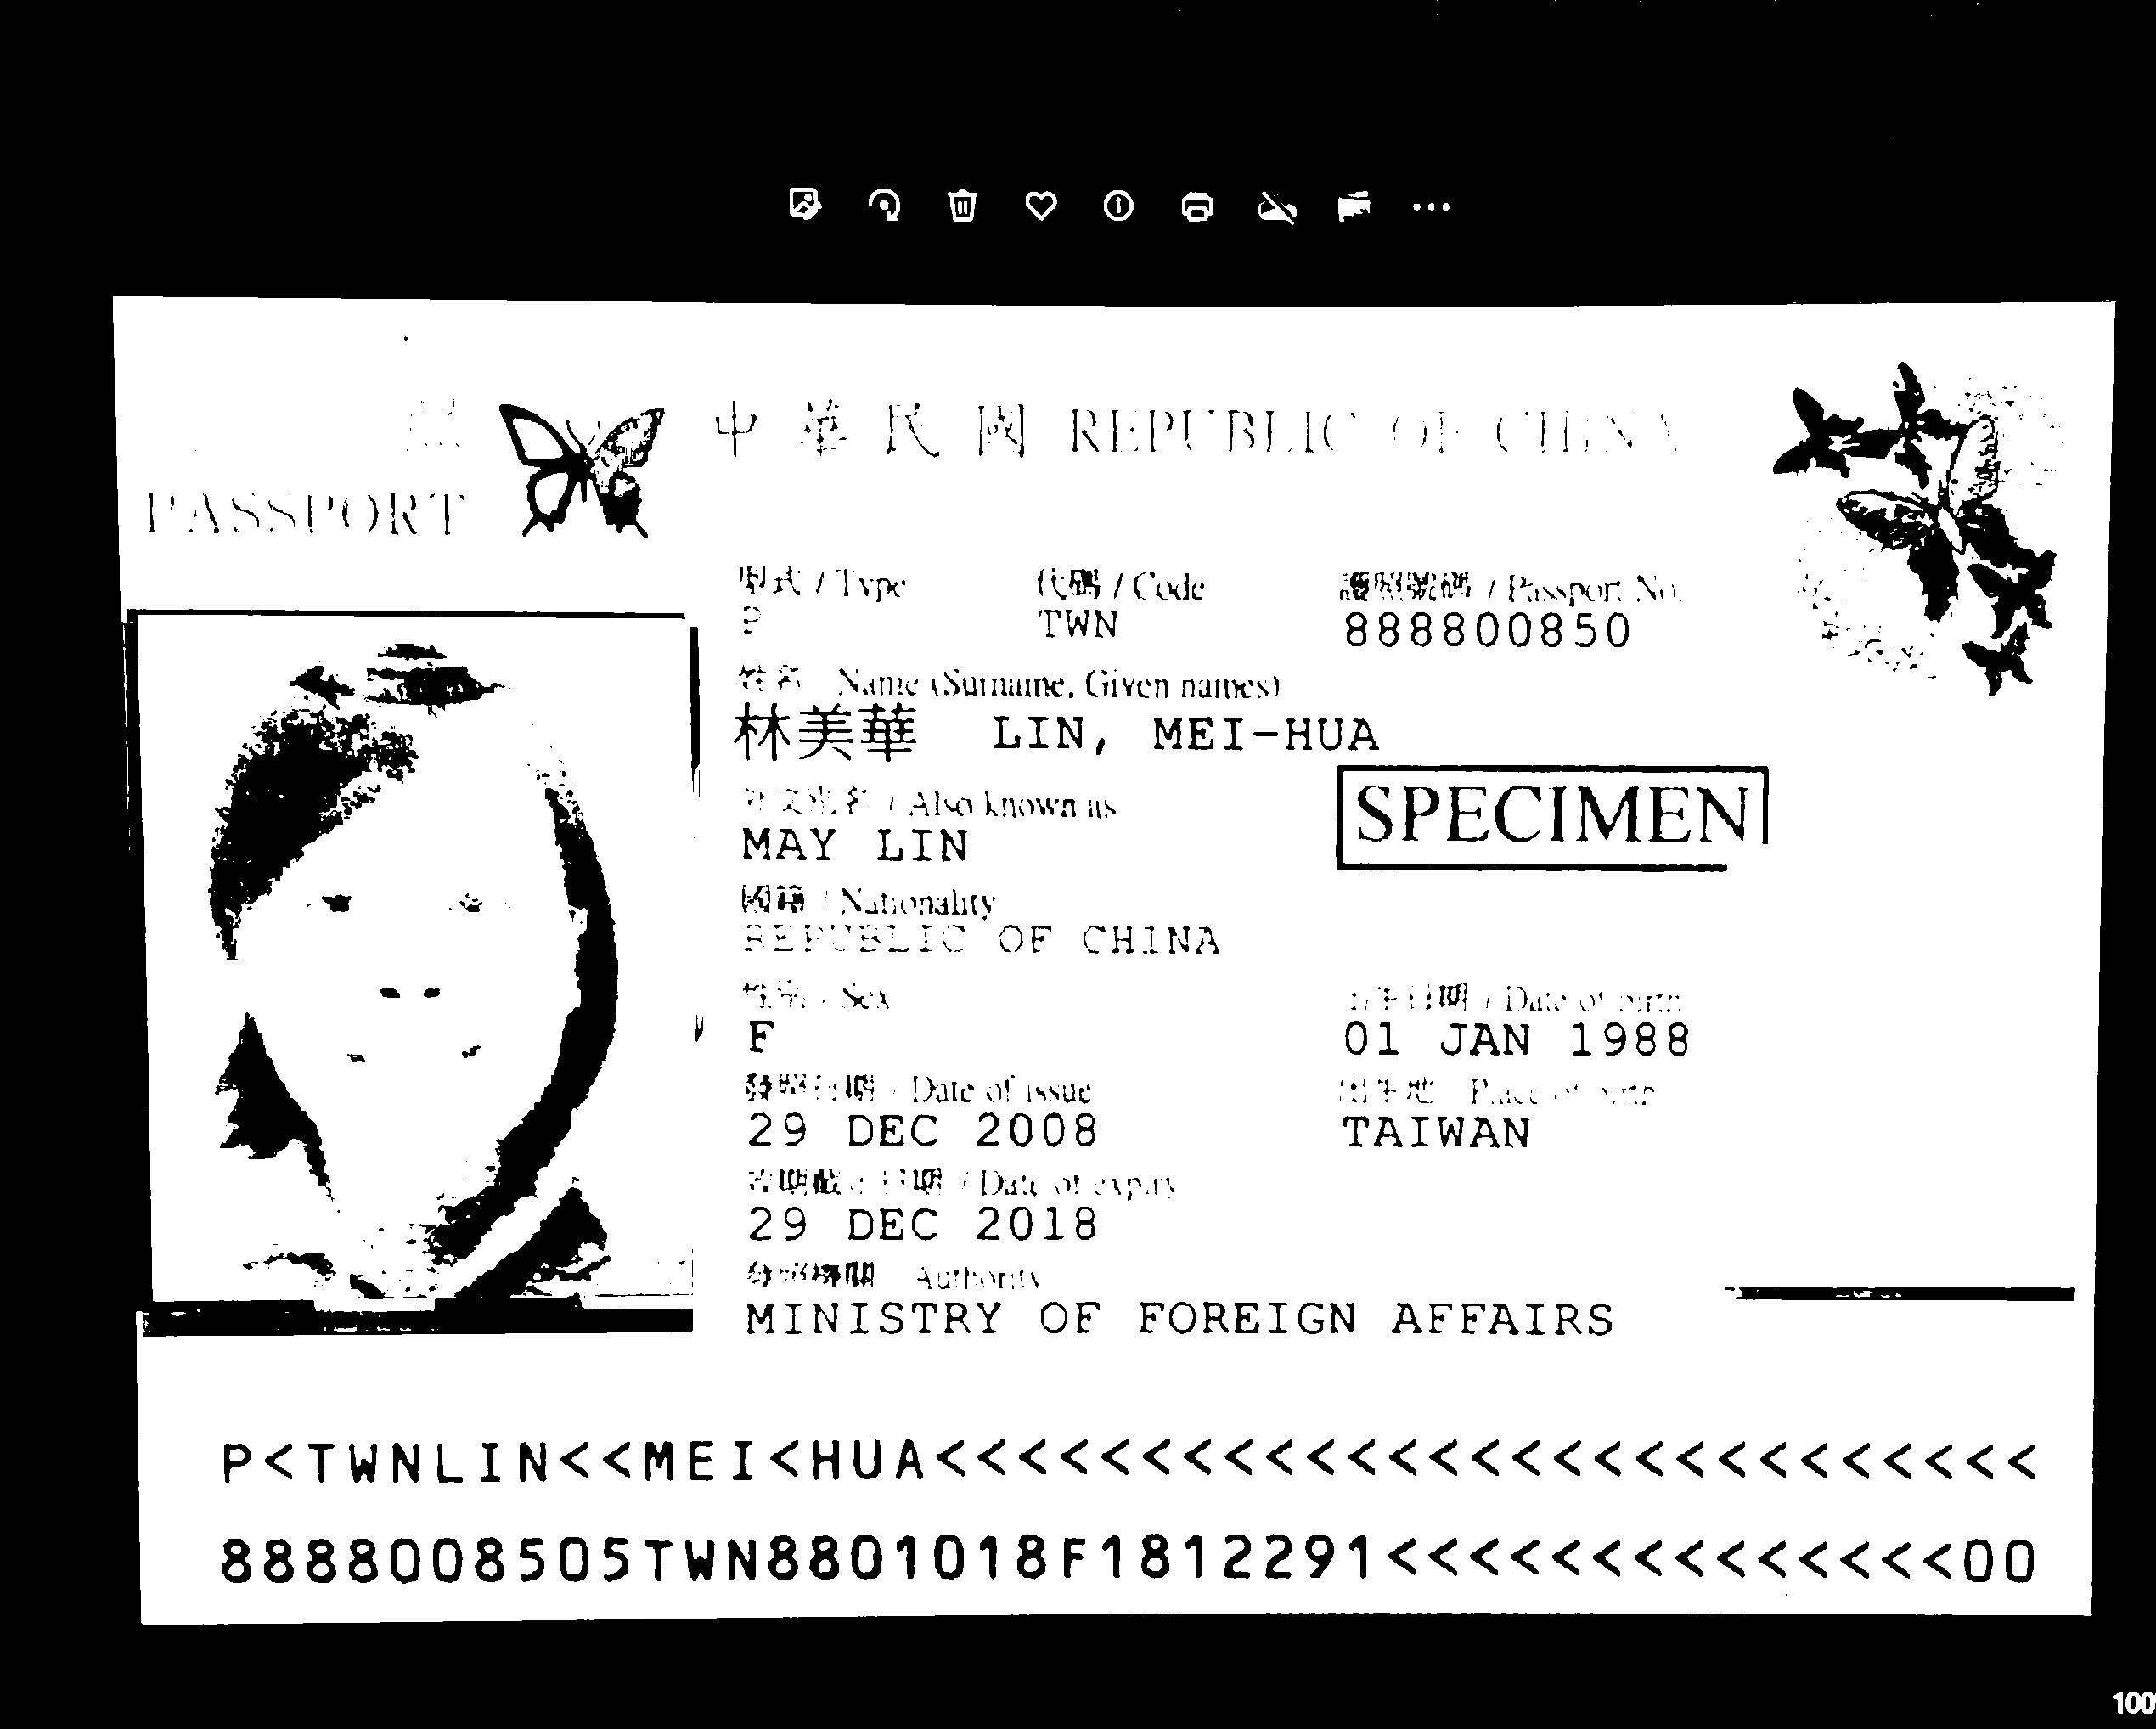 照
中華民國 REPUBLIC OF CHINA
PASSPORT
型式 / Type 代碼 / Code 護照號碼 / Passport No.
P TWN 888800850
姓名 Name (Surname, Given names)
林美華 LIN, MEI-HUA
外文別名 / Also known as
SPECIMEN
MAY LIN
國籍 / Nationality
REPUBLIC OF CHINA
性別 / Sex 出生日期 / Date of birth
F 01 JAN 1988
發照日期 / Date of issue 出生地 Place of birth
29 DEC 2008 TAIWAN
效期截止日期 / Date of expiry
29 DEC 2018
發照機關 Authority
MINISTRY OF FOREIGN AFFAIRS
P<TWNLIN<<MEI<HUA<<<<<<<<<<<<<<<<<<<<<<<<<<<
8888008505TWN8801018F1812291<<<<<<<<<<<<<<00
100